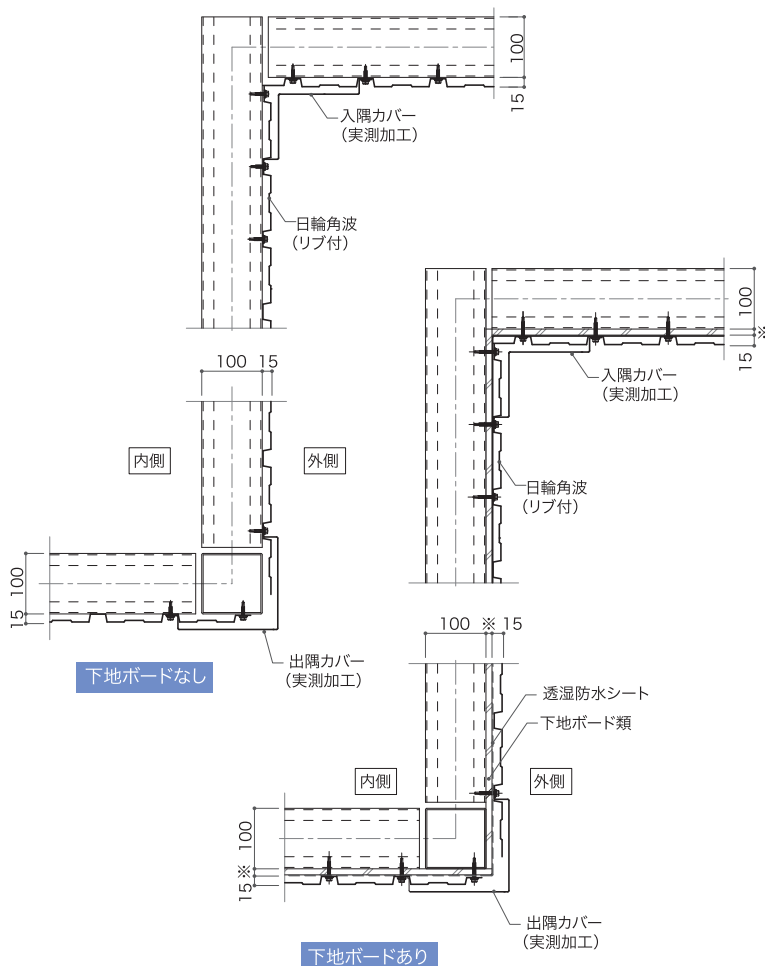 100
15
入隅カバー
(実測加工)
日輪角波
(リブ付)
100 15
内側
外側
100
15
出隅カバー
(実測加工)
下地ボードなし
100
※
15
入隅カバー
(実測加工)
日輪角波
(リブ付)
100 ※ 15
透湿防水シート
下地ボード類
内側
外側
100
※
15
出隅カバー
(実測加工)
下地ボードあり